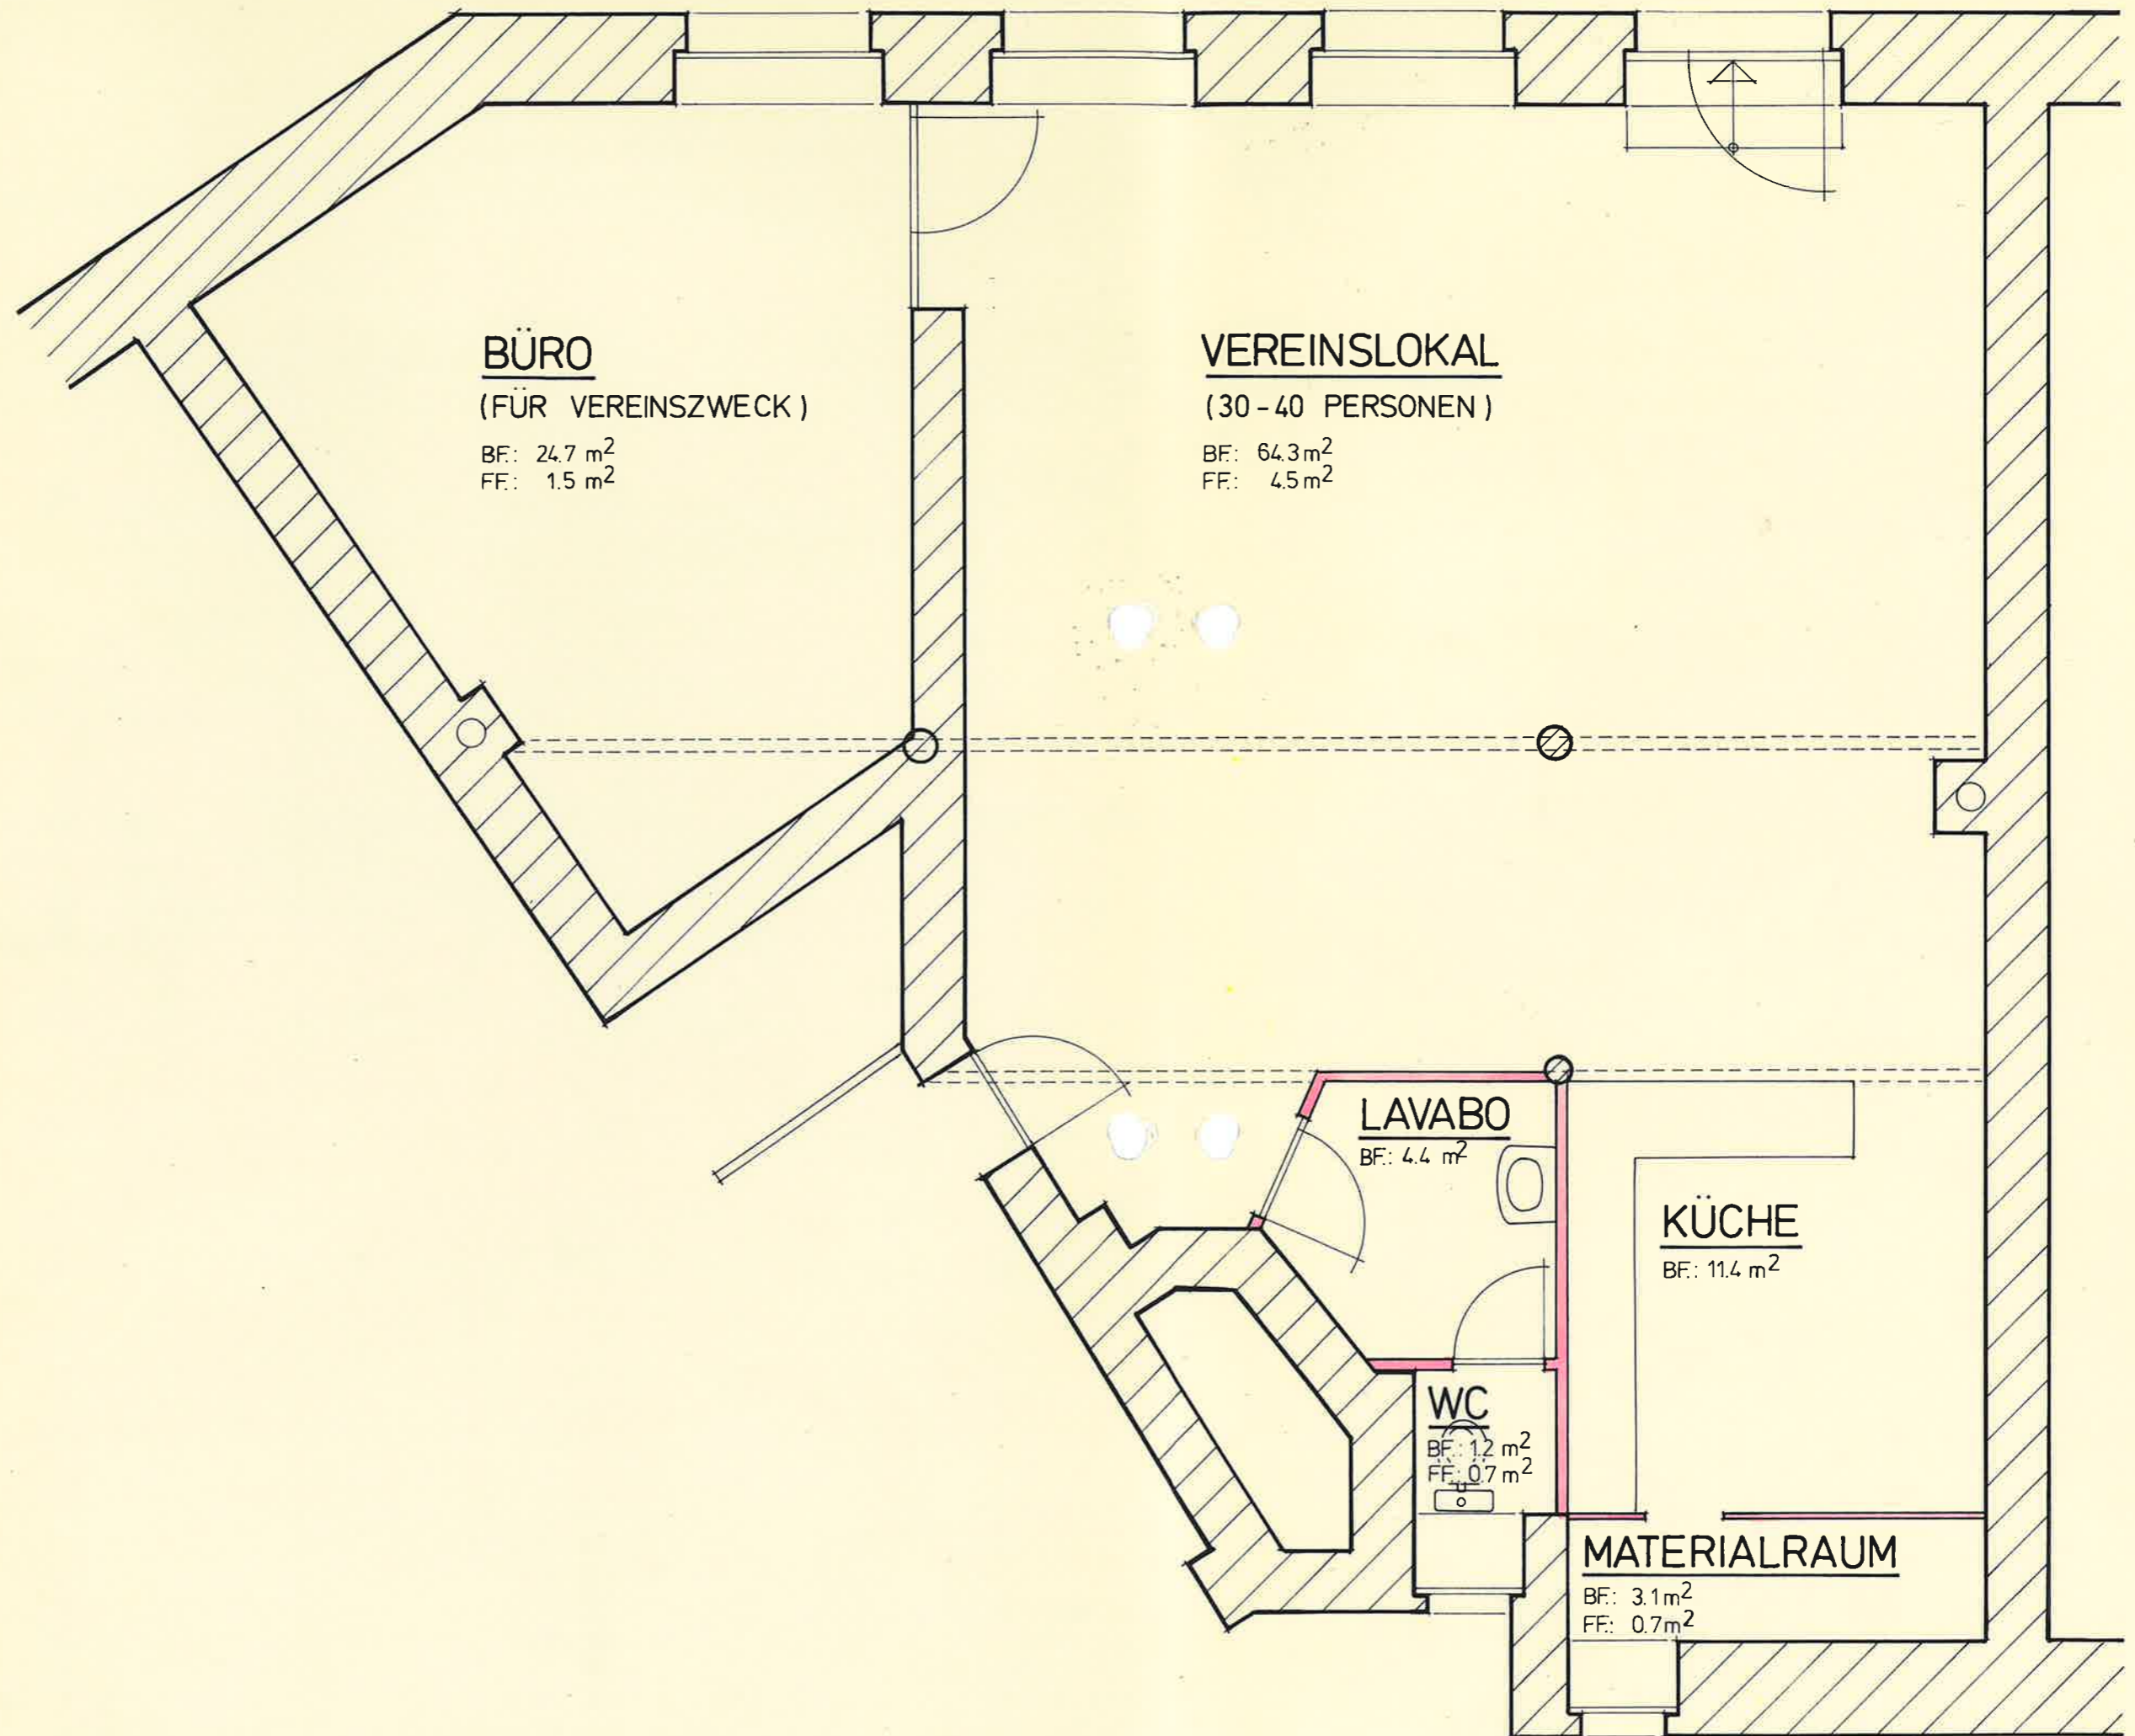 BÜRO
(FÜR VEREINSZWECK)
BF.: 24.7 m²
FF.: 1.5 m²
VEREINSLOKAL
(30-40 PERSONEN)
BF.: 64.3 m²
FF.: 4.5 m²
LAVABO
BF.: 4.4 m²
KÜCHE
BF.: 11.4 m²
WC
BF.: 1.2 m²
FF.: 0.7 m²
MATERIALRAUM
BF.: 3.1 m²
FF.: 0.7 m²